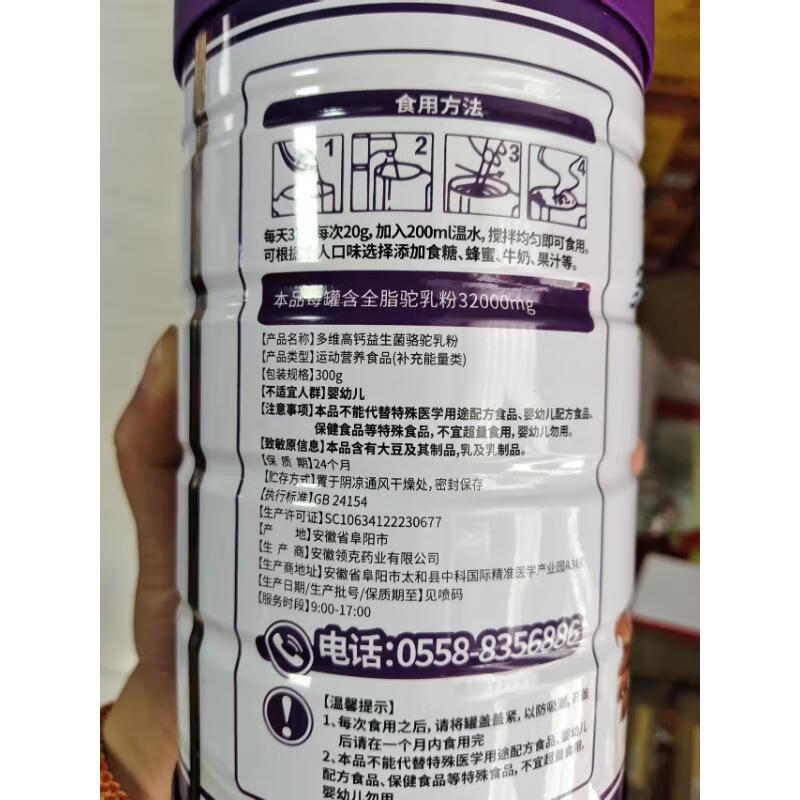 食用方法
1 2 3 4
每天3 每次20g, 加入200ml温水, 搅拌均匀即可食用。
可根据 人口味选择添加食糖、蜂蜜、牛奶、果汁等。
本品每罐含全脂驼乳粉32000mg
【产品名称】多维高钙益生菌骆驼乳粉
【产品类型】运动营养食品(补充能量类)
【包装规格】300g
【不适宜人群】婴幼儿
【注意事项】本品不能代替特殊医学用途配方食品、婴幼儿配方食品、
保健食品等特殊食品, 不宜超量食用, 婴幼儿勿用。
【致敏原信息】本品含有大豆及其制品, 乳及乳制品。
【保 质 期】24个月
【贮存方式】置于阴凉通风干燥处, 密封保存
【执行标准】GB 24154
【生产许可证】SC10634122230677
【产 地】安徽省阜阳市
【生 产 商】安徽领克药业有限公司
【生产商地址】安徽省阜阳市太和县中科国际精准医学产业园A3
【生产日期/生产批号/保质期至】见喷码
【服务时段】9:00-17:00
电话:0558-8356886
【温馨提示】
1、每次食用之后, 请将罐盖盖紧, 以防吸潮, 开盖
后请在一个月内食用完
2、本品不能代替特殊医学用途配方食品、婴幼儿
配方食品、保健食品等特殊食品, 不宜超量食用,
婴幼儿勿用